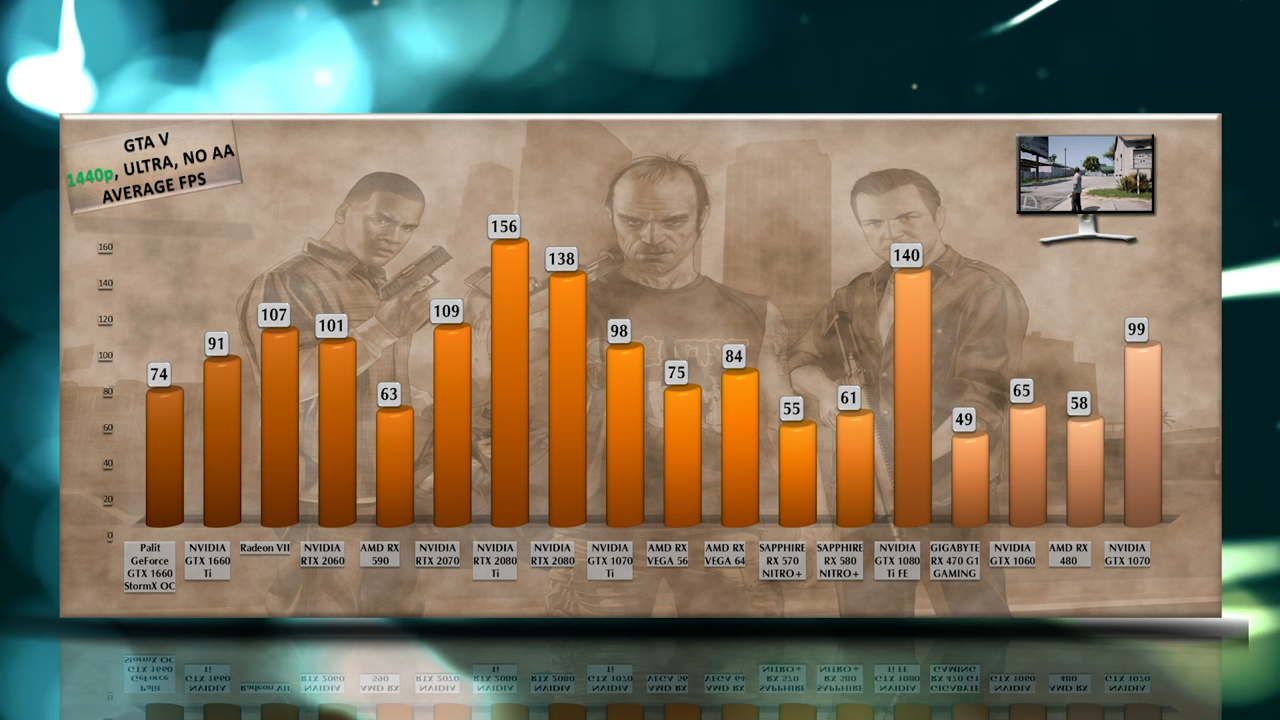 GTA V
1440p, ULTRA, NO AA
AVERAGE FPS
160
140
120
100
80
60
40
20
0
74
91
107
101
63
109
156
138
98
75
84
55
61
140
49
65
58
99
Palit
GeForce
GTX 1660
StormX OC
NVIDIA
GTX 1660
Ti
Radeon VII
NVIDIA
RTX 2060
AMD RX
590
NVIDIA
RTX 2070
NVIDIA
RTX 2080
Ti
NVIDIA
RTX 2080
NVIDIA
GTX 1070
Ti
AMD RX
VEGA 56
AMD RX
VEGA 64
SAPPHIRE
RX 570
NITRO+
SAPPHIRE
RX 580
NITRO+
NVIDIA
GTX 1080
Ti FE
GIGABYTE
RX 470 G1
GAMING
NVIDIA
GTX 1060
AMD RX
480
NVIDIA
GTX 1070